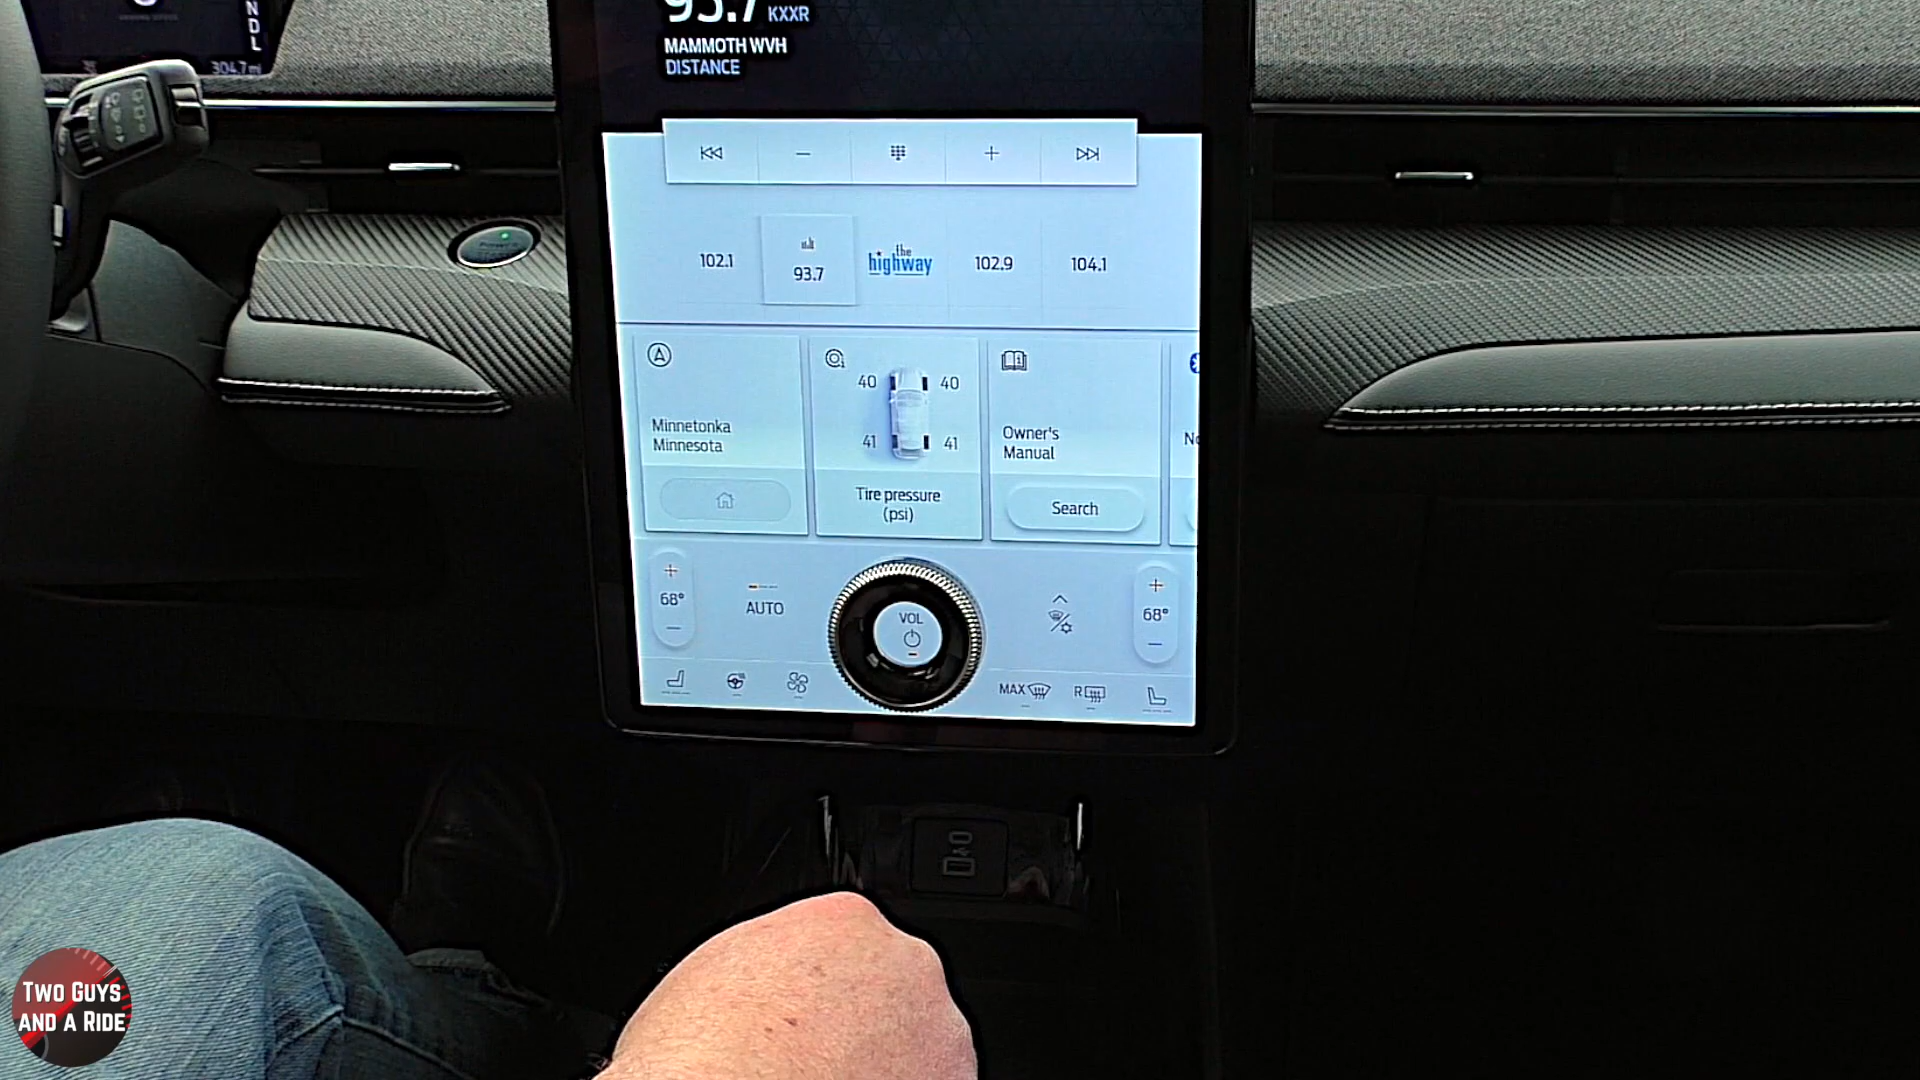 N
D
L
304.7 mi
93.7 KXXR
MAMMOTH WVH
DISTANCE
102.1
93.7
the
highway
102.9
104.1
40 40
41 41
Minnetonka
Minnesota
Tire pressure
(psi)
Owner's
Manual
Search
68°
AUTO
VOL
68°
MAX
R
TWO GUYS
AND A RIDE